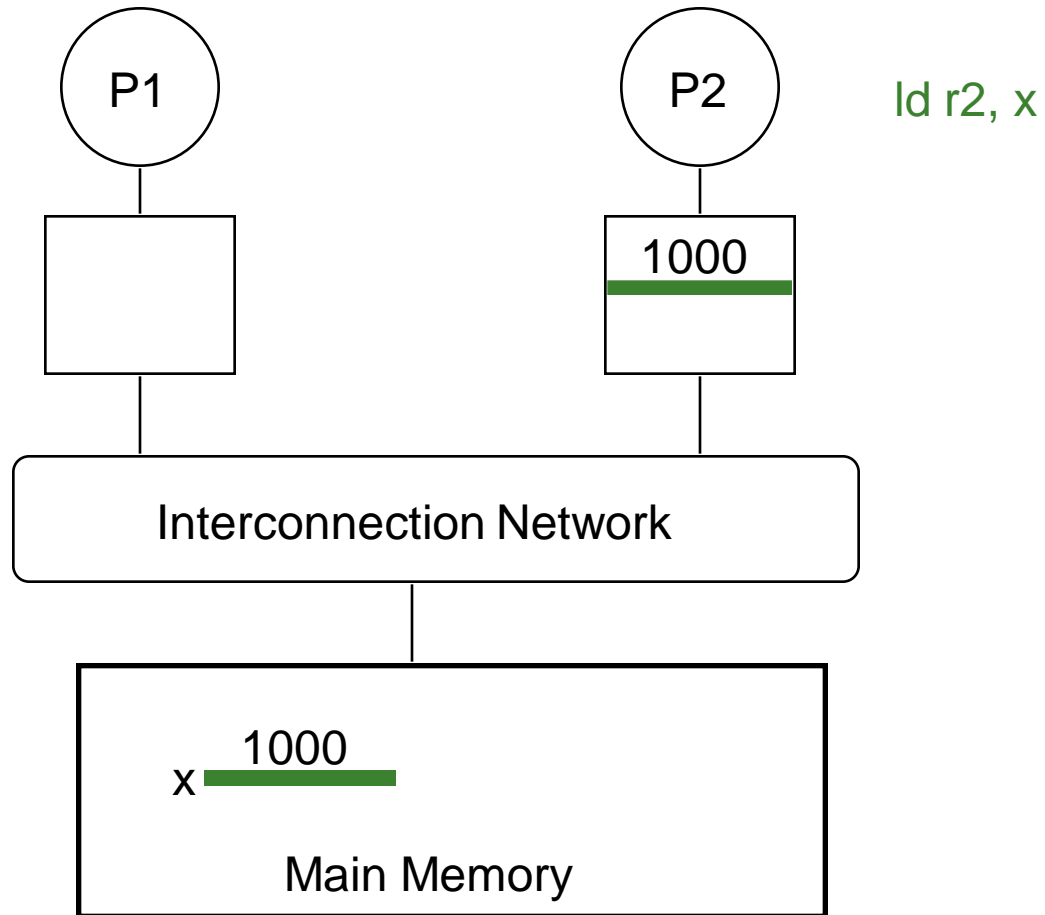 P1
P2
ld r2, x
1000
Interconnection Network
1000
x
Main Memory